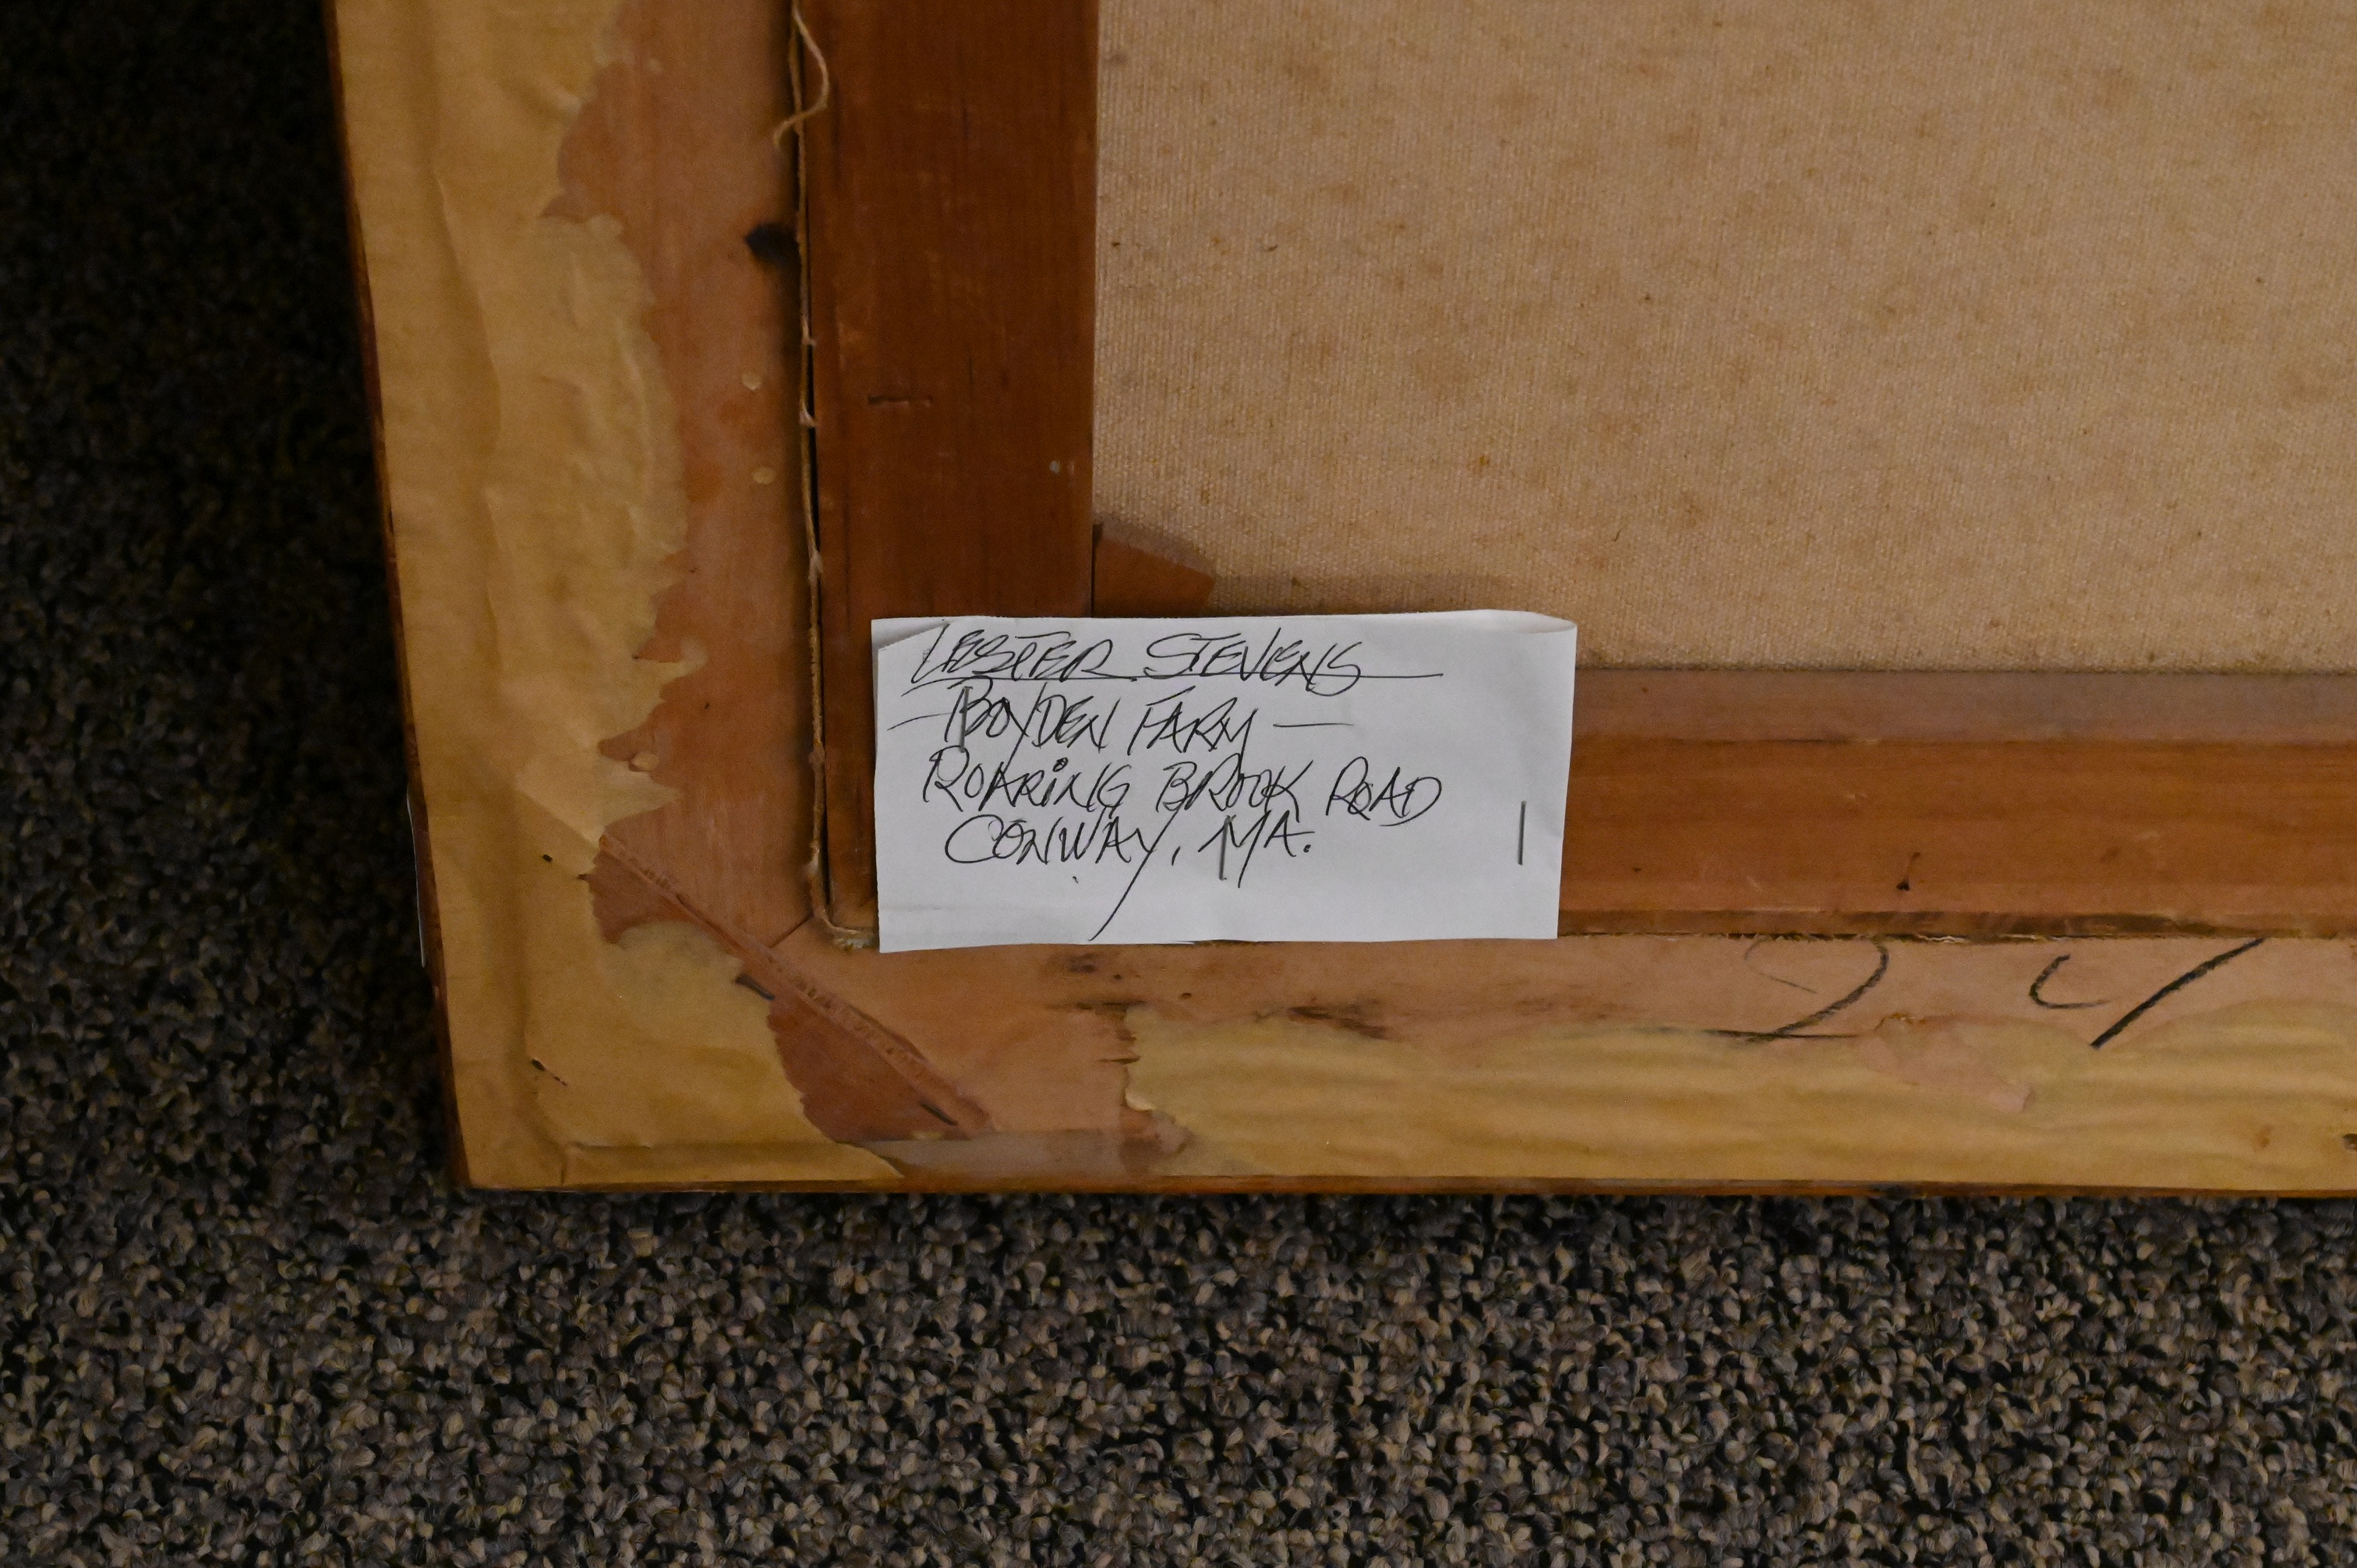 LESTER STEVENS
— BOYDEN FARM —
ROARING BROOK ROAD
CONWAY, MA.